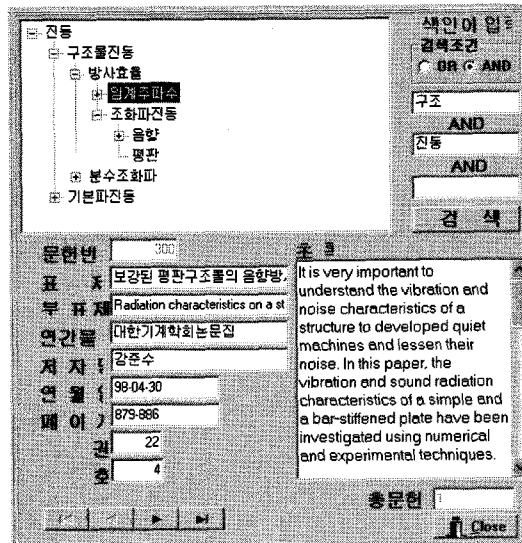 진동
구조물진동
방사효율
임계주파수
조화파진동
음향
평판
분수조화파
기본파진동
색인어 입
검색조건
OR AND
구조
AND
진동
AND
검 색
문헌번 300
표 보강된 평판구조물의 음향방
부 표제 Radiation characteristics on a st
연간물 대한기계학회논문집
저 자 강준수
연 월 98-04-30
페 이 879-886
권 22
호 4
초
It is very important to
understand the vibration and
noise characteristics of a
structure to developed quiet
machines and lessen their
noise. In this paper, the
vibration and sound radiation
characteristics of a simple and
a bar-stiffened plate have been
investigated using numerical
and experimental techniques.
총문헌 1
Close